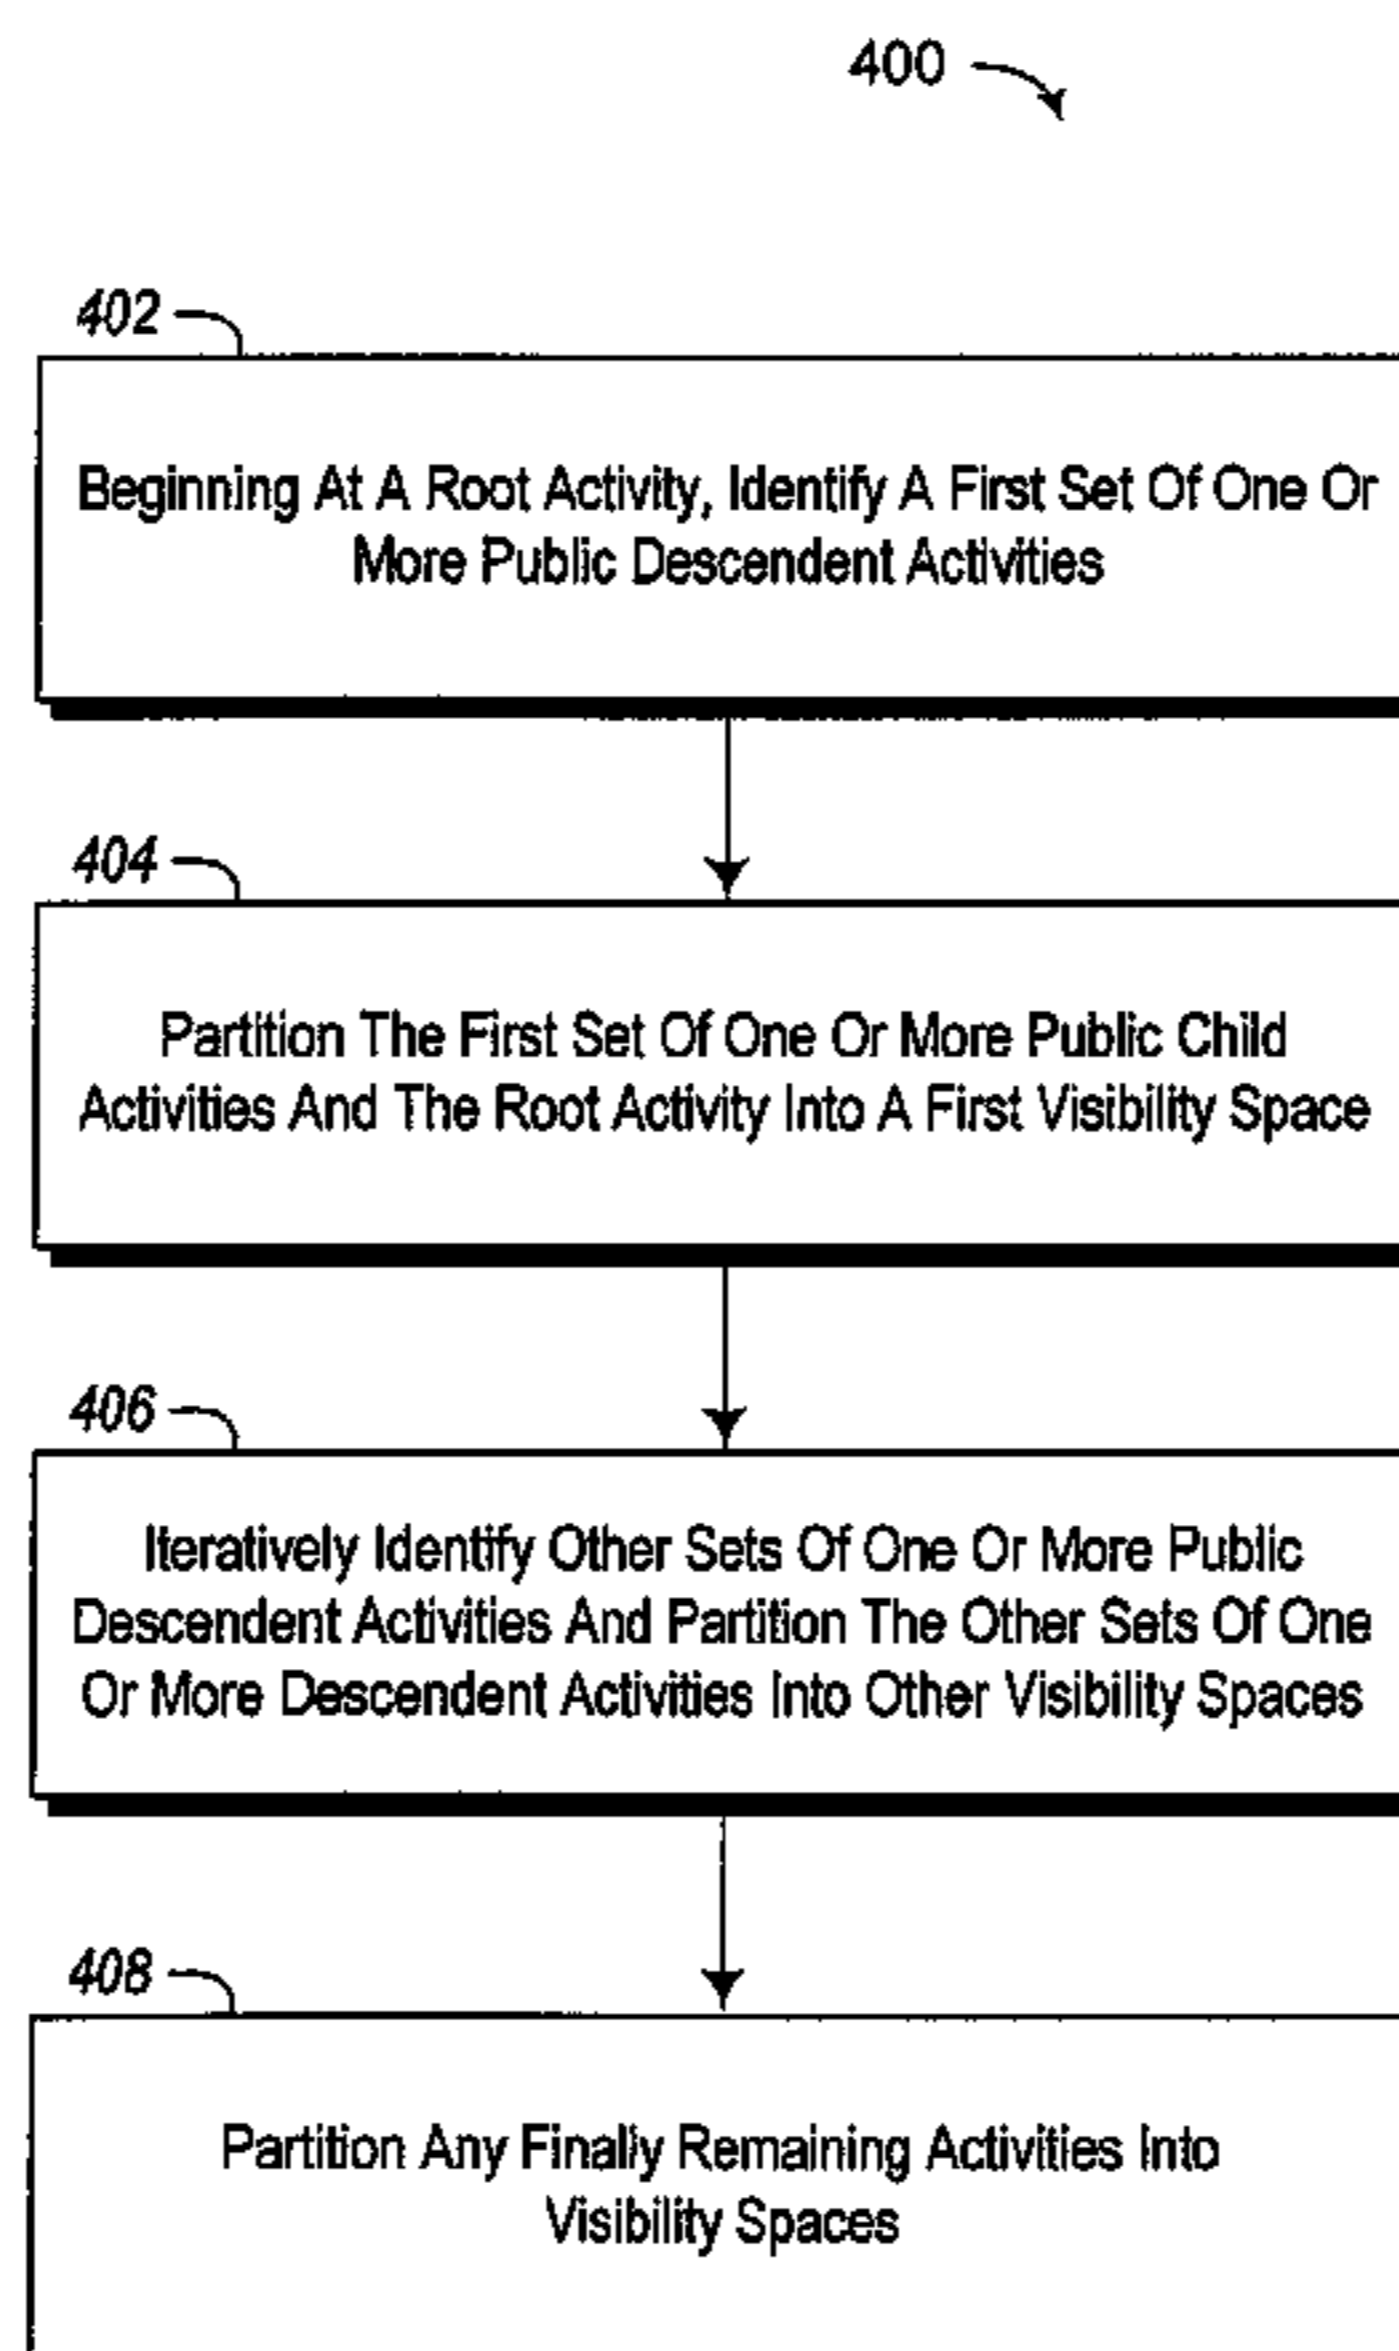 400
402
Beginning At A Root Activity, Identify A First Set Of One Or
More Public Descendent Activities
404
Partition The First Set Of One Or More Public Child
Activities And The Root Activity Into A First Visibility Space
406
Iteratively Identify Other Sets Of One Or More Public
Descendent Activities And Partition The Other Sets Of One
Or More Descendent Activities Into Other Visibility Spaces
408
Partition Any Finally Remaining Activities Into
Visibility Spaces